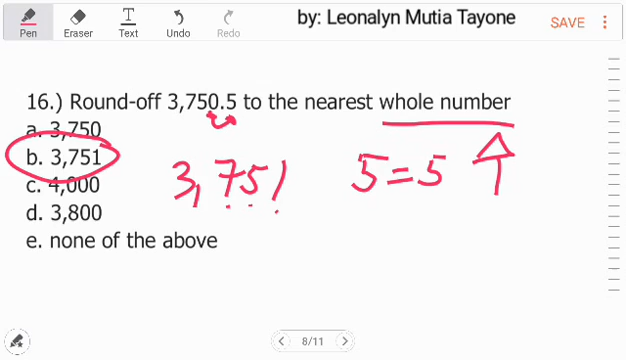 by: Leonalyn Mutia Tayone
SAVE
Pen
Eraser
Text
Undo
Redo
16.) Round-off 3,750.5 to the nearest whole number
a. 3,750
b. 3,751
c. 4,000
d. 3,800
e. none of the above
3,751
5=5
8/11